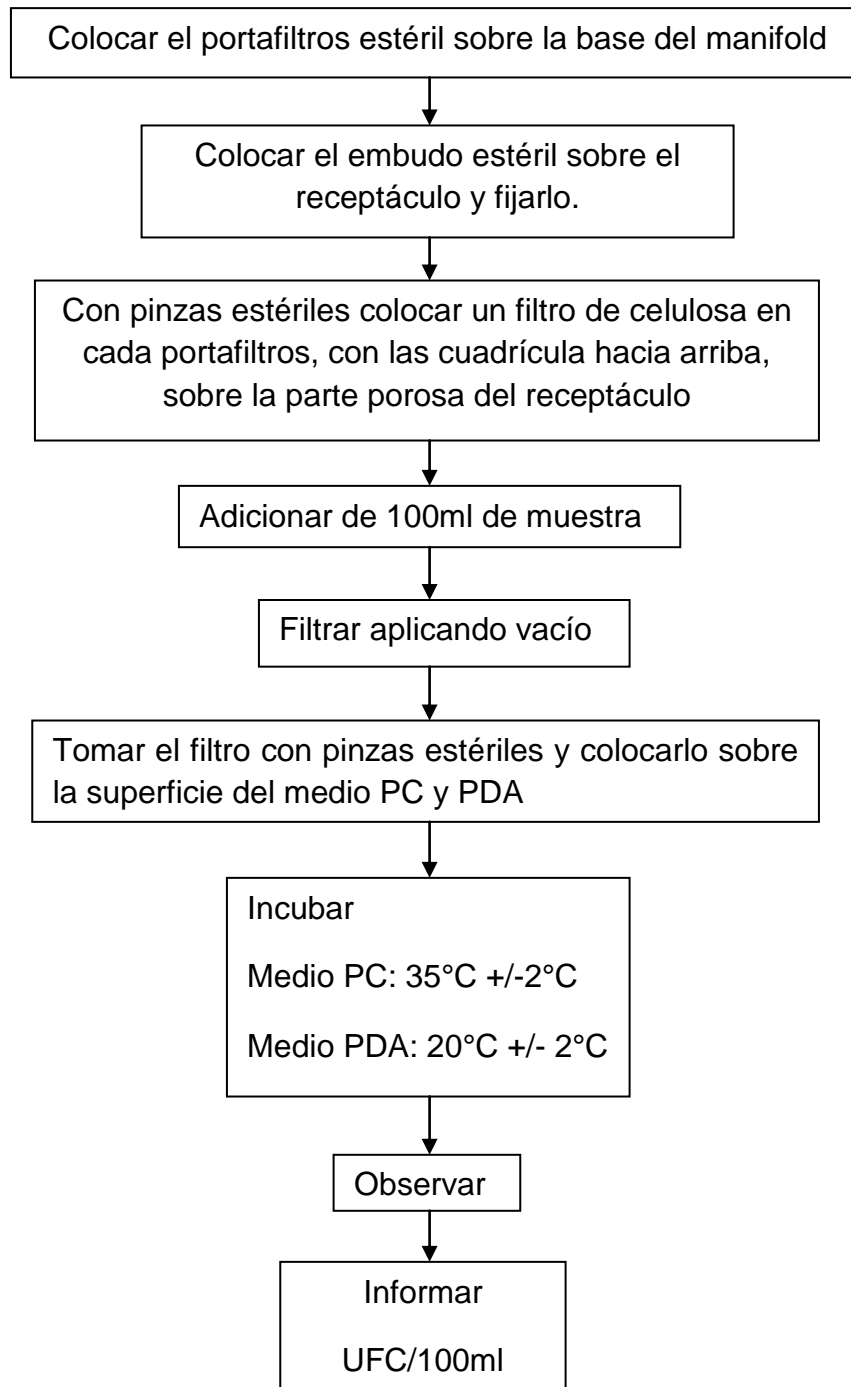 Colocar el portafiltros estéril sobre la base del manifold
Colocar el embudo estéril sobre el
receptáculo y fijarlo.
Con pinzas estériles colocar un filtro de celulosa en
cada portafiltros, con las cuadrícula hacia arriba,
sobre la parte porosa del receptáculo
Adicionar de 100ml de muestra
Filtrar aplicando vacío
Tomar el filtro con pinzas estériles y colocarlo sobre
la superficie del medio PC y PDA
Incubar
Medio PC: 35°C +/-2°C
Medio PDA: 20°C +/- 2°C
Observar
Informar
UFC/100ml